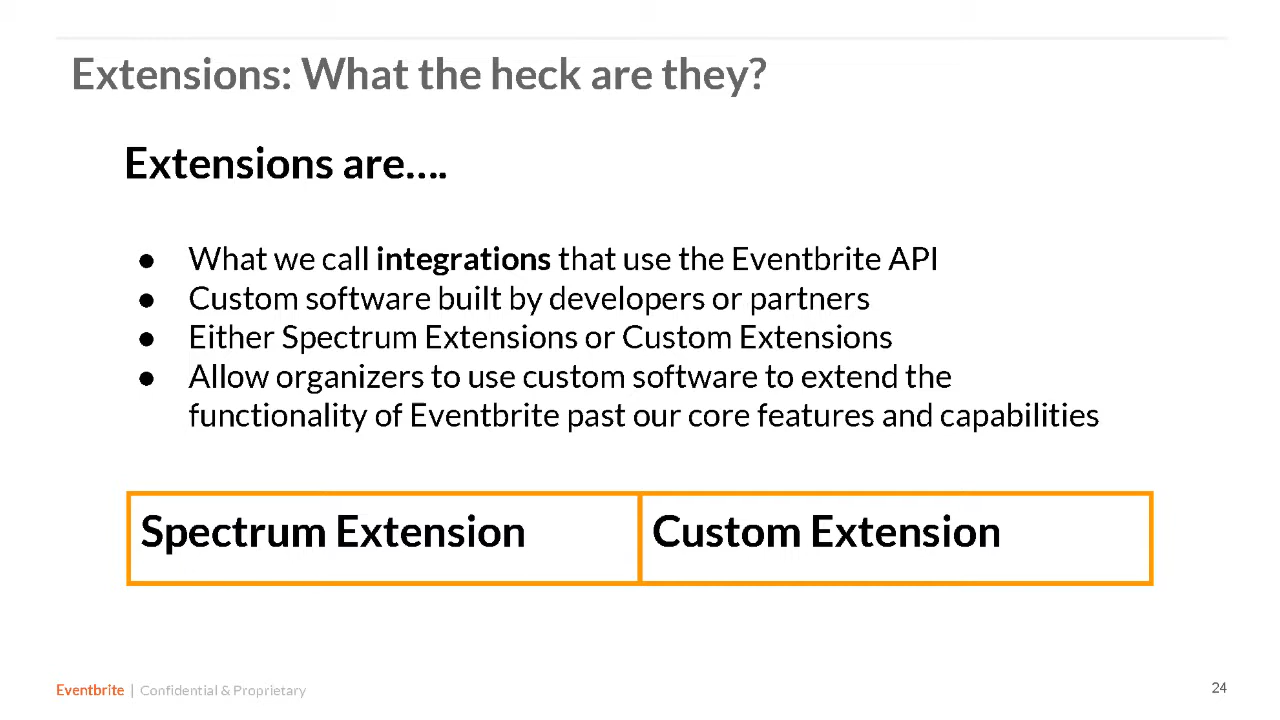 Extensions: What the heck are they?
Extensions are....
● What we call integrations that use the Eventbrite API
● Custom software built by developers or partners
● Either Spectrum Extensions or Custom Extensions
● Allow organizers to use custom software to extend the
functionality of Eventbrite past our core features and capabilities
Spectrum Extension
Custom Extension
Eventbrite | Confidential & Proprietary
24